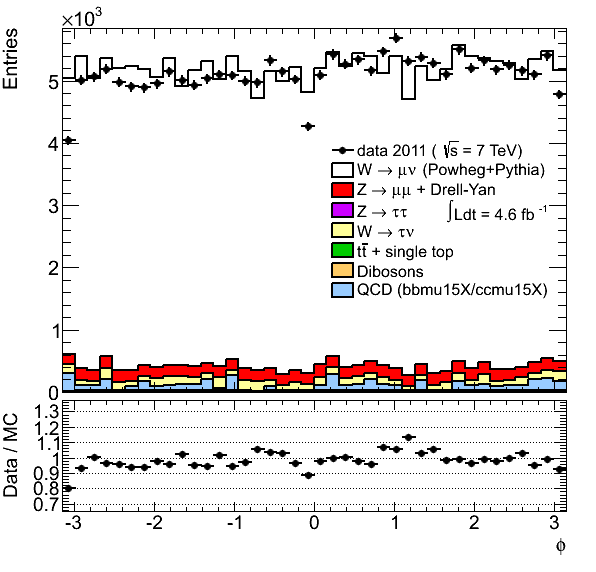 ×10³
Entries
5
4
3
2
1
0
data 2011 ( √s = 7 TeV)
W → μν (Powheg+Pythia)
Z → μμ + Drell-Yan
Z → ττ ∫Ldt = 4.6 fb⁻¹
W → τν
tt̅ + single top
Dibosons
QCD (bbmu15X/ccmu15X)
Data / MC
1.3
1.2
1.1
1
0.9
0.8
0.7
-3 -2 -1 0 1 2 3
ϕ